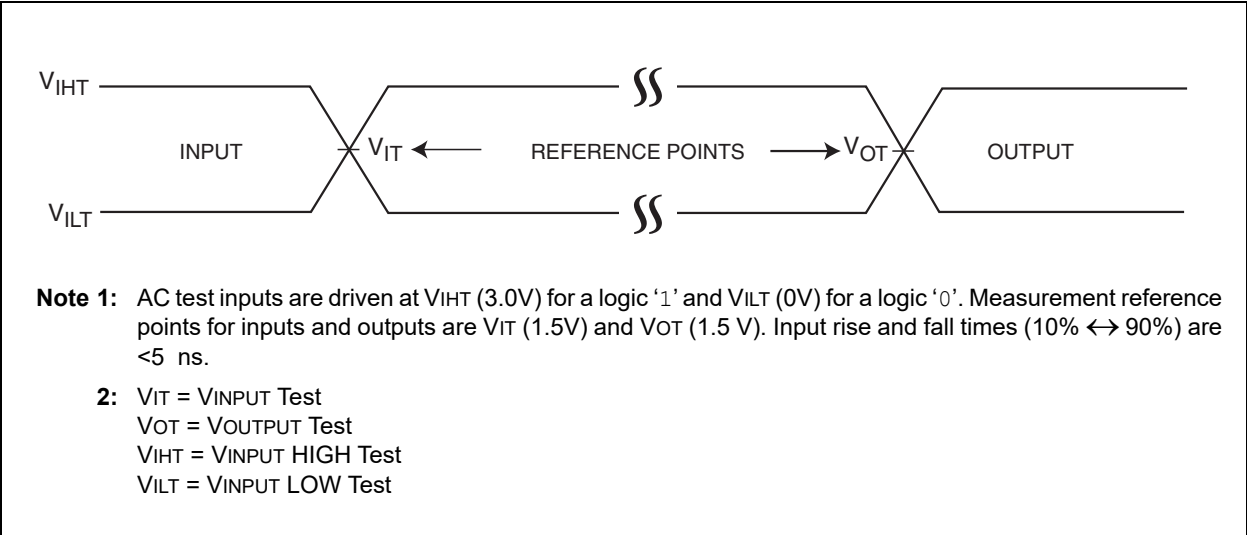 VIHT
INPUT VIT REFERENCE POINTS VOT OUTPUT
VILT
Note 1: AC test inputs are driven at VIHT (3.0V) for a logic ‘1’ and VILT (0V) for a logic ‘0’. Measurement reference
points for inputs and outputs are VIT (1.5V) and VOT (1.5 V). Input rise and fall times (10% ↔ 90%) are
<5 ns.
2: VIT = VINPUT Test
VOT = VOUTPUT Test
VIHT = VINPUT HIGH Test
VILT = VINPUT LOW Test